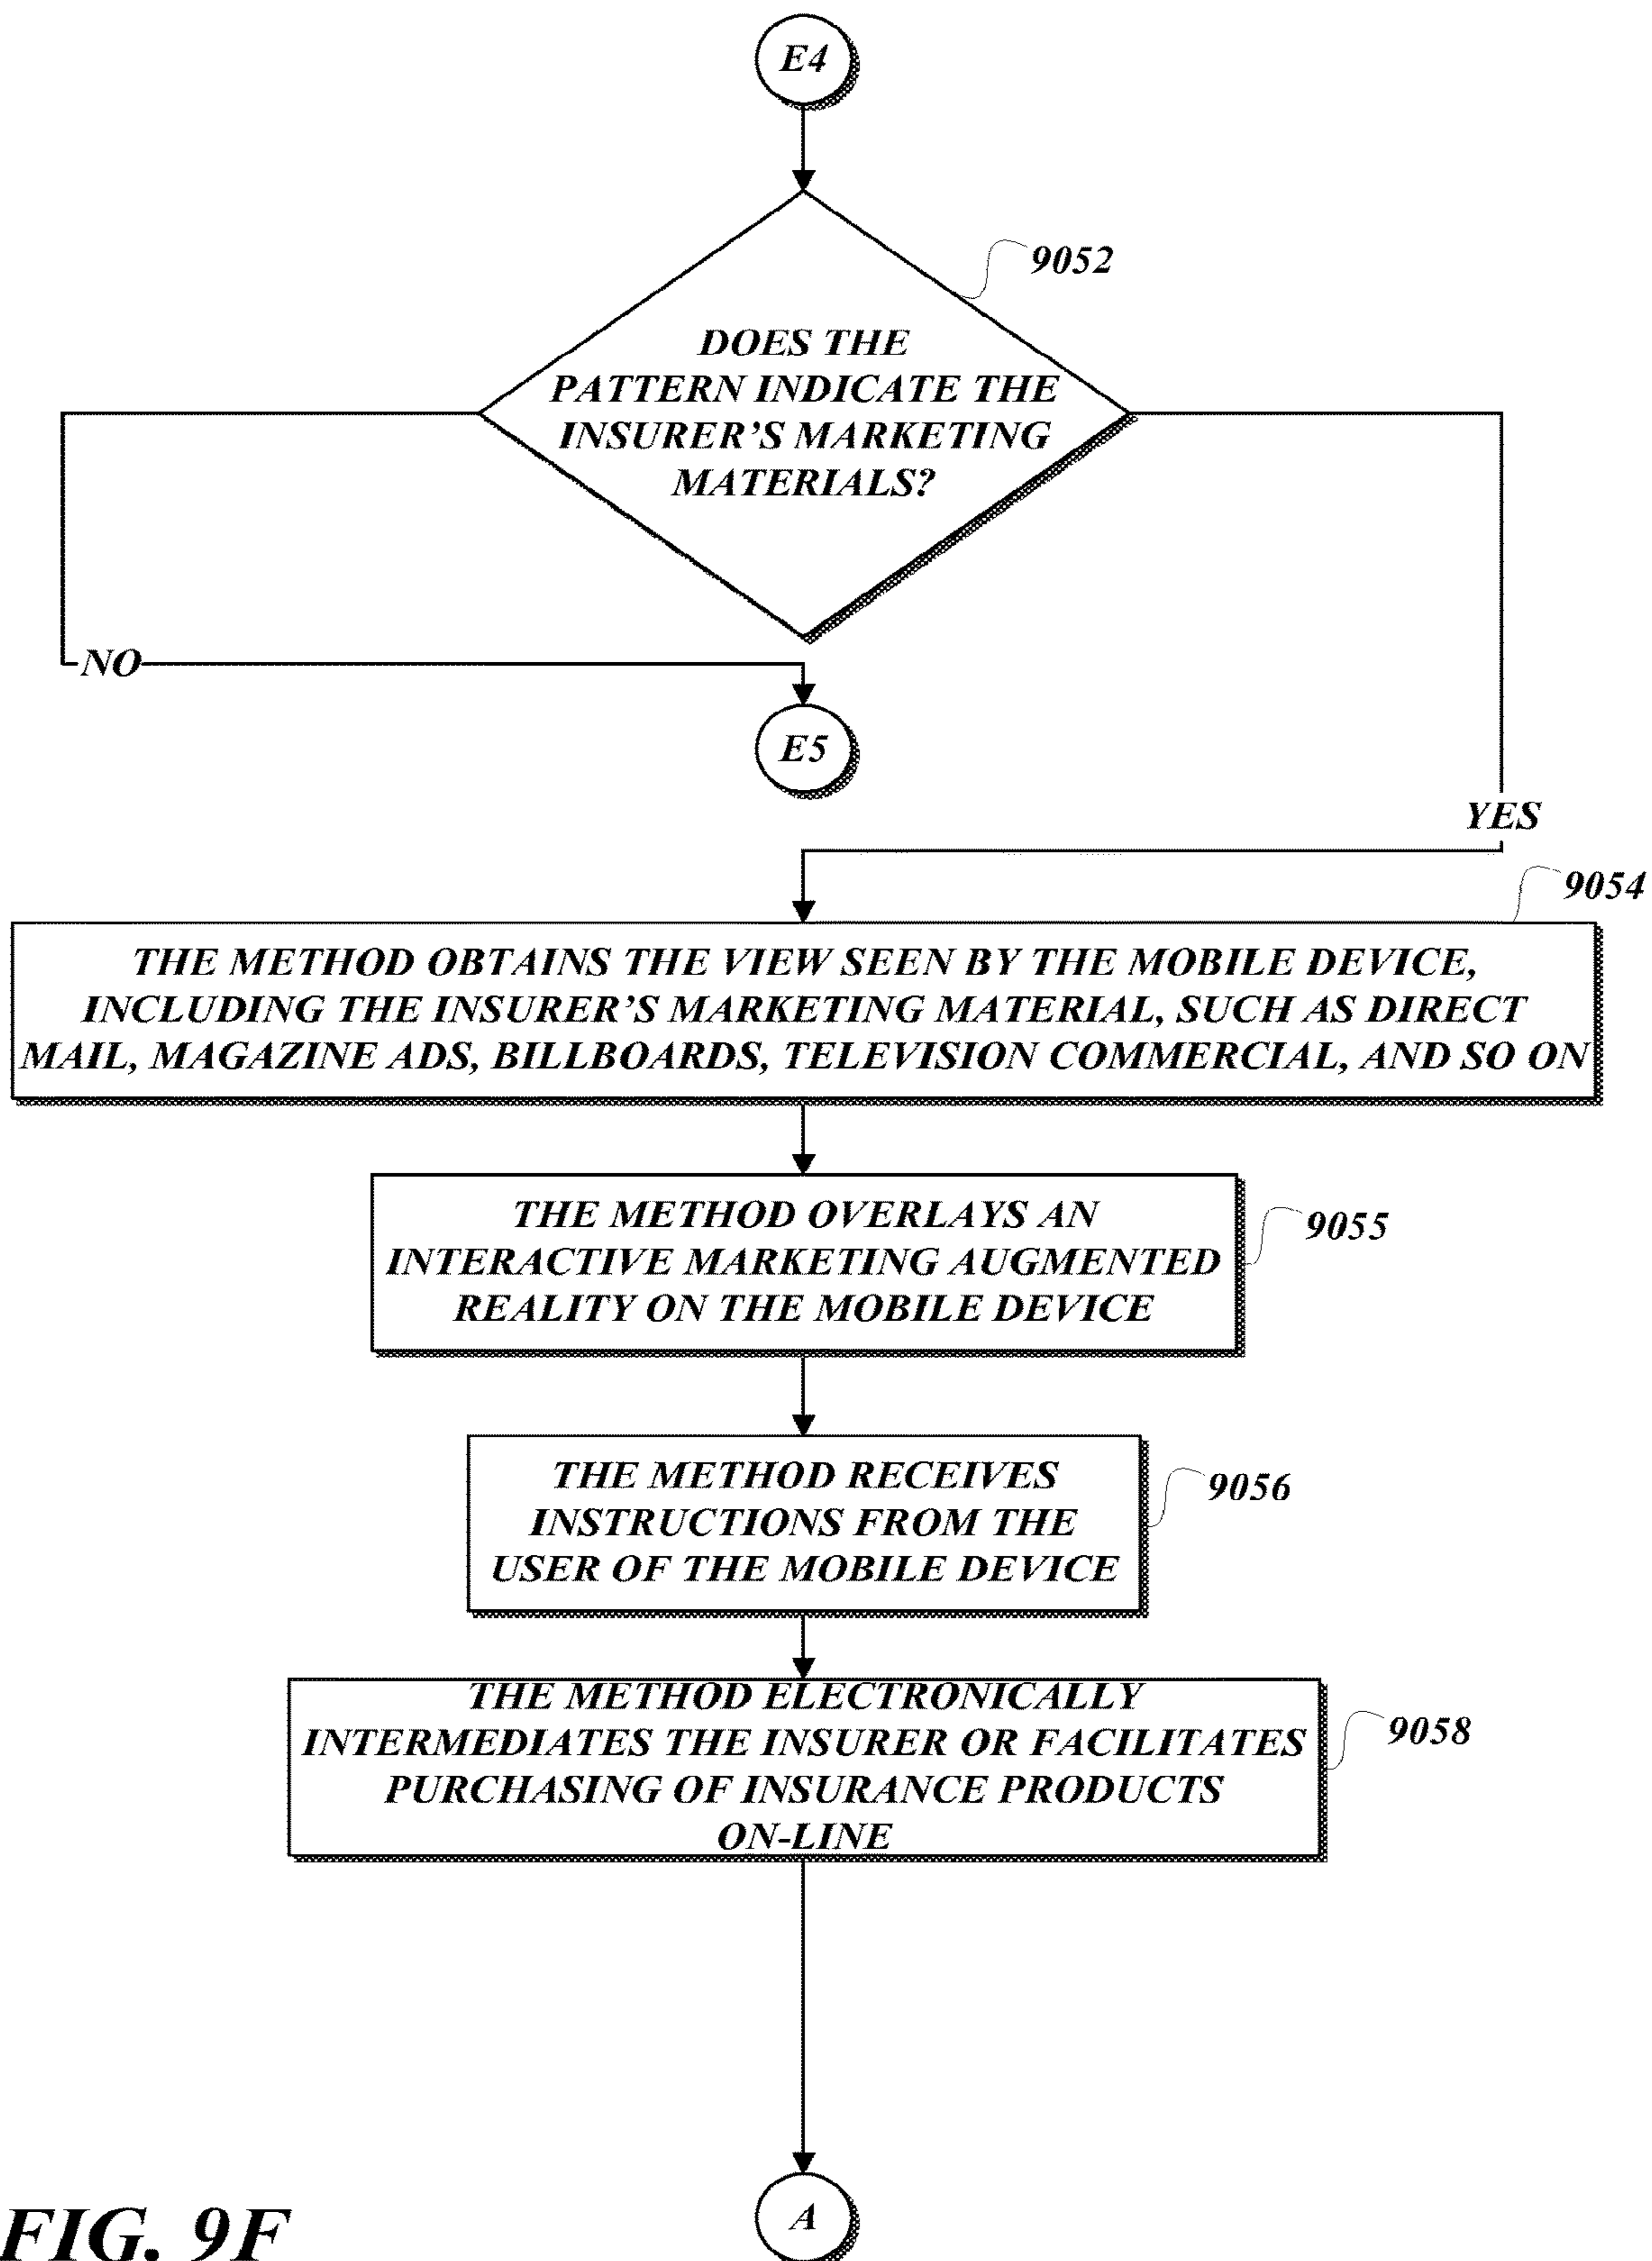 E4
9052
DOES THE
PATTERN INDICATE THE
INSURER'S MARKETING
MATERIALS?
NO
E5
YES
9054
THE METHOD OBTAINS THE VIEW SEEN BY THE MOBILE DEVICE,
INCLUDING THE INSURER'S MARKETING MATERIAL, SUCH AS DIRECT
MAIL, MAGAZINE ADS, BILLBOARDS, TELEVISION COMMERCIAL, AND SO ON
THE METHOD OVERLAYS AN
INTERACTIVE MARKETING AUGMENTED
REALITY ON THE MOBILE DEVICE
9055
THE METHOD RECEIVES
INSTRUCTIONS FROM THE
USER OF THE MOBILE DEVICE
9056
THE METHOD ELECTRONICALLY
INTERMEDIATES THE INSURER OR FACILITATES
PURCHASING OF INSURANCE PRODUCTS
ON-LINE
9058
A
FIG. 9F